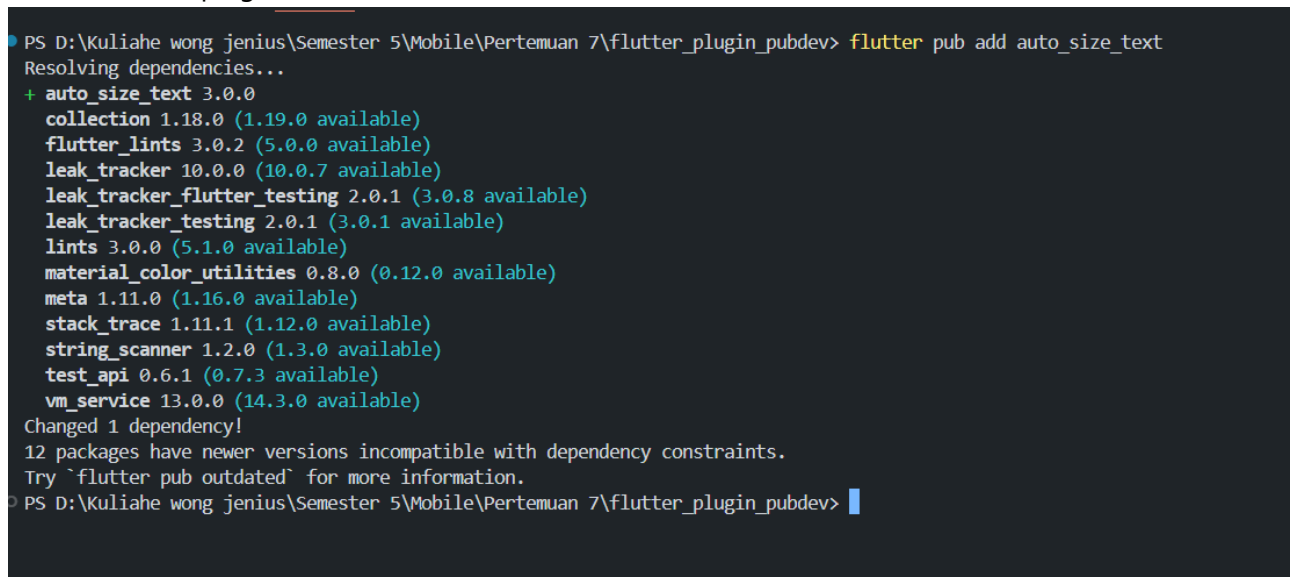 PS D:\Kuliahe wong jenius\Semester 5\Mobile\Pertemuan 7\flutter_plugin_pubdev> flutter pub add auto_size_text
Resolving dependencies...
+ auto_size_text 3.0.0
collection 1.18.0 (1.19.0 available)
flutter_lints 3.0.2 (5.0.0 available)
leak_tracker 10.0.0 (10.0.7 available)
leak_tracker_flutter_testing 2.0.1 (3.0.8 available)
leak_tracker_testing 2.0.1 (3.0.1 available)
lints 3.0.0 (5.1.0 available)
material_color_utilities 0.8.0 (0.12.0 available)
meta 1.11.0 (1.16.0 available)
stack_trace 1.11.1 (1.12.0 available)
string_scanner 1.2.0 (1.3.0 available)
test_api 0.6.1 (0.7.3 available)
vm_service 13.0.0 (14.3.0 available)
Changed 1 dependency!
12 packages have newer versions incompatible with dependency constraints.
Try `flutter pub outdated` for more information.
PS D:\Kuliahe wong jenius\Semester 5\Mobile\Pertemuan 7\flutter_plugin_pubdev>